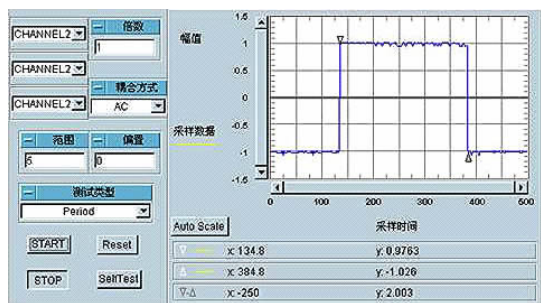 CHANNEL2
倍数
1
CHANNEL2
耦合方式
CHANNEL2
AC
范围
偏置
5
0
测试类型
Period
START
Reset
STOP
SelfTest
幅值
采样数据
1.5
1
0.5
0
-0.5
-1
-1.5
0 100 200 300 400 500
Auto Scale
采样时间
x: 134.8 y: 0.9763
x: 384.8 y: -1.026
∇-Δ x: -250 y: 2.003